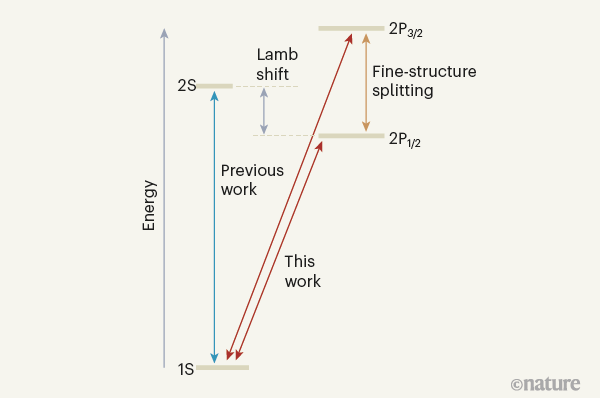 2P3/2
Lamb
shift
Fine-structure
splitting
2S
2P1/2
Previous
work
Energy
This
work
1S
©nature